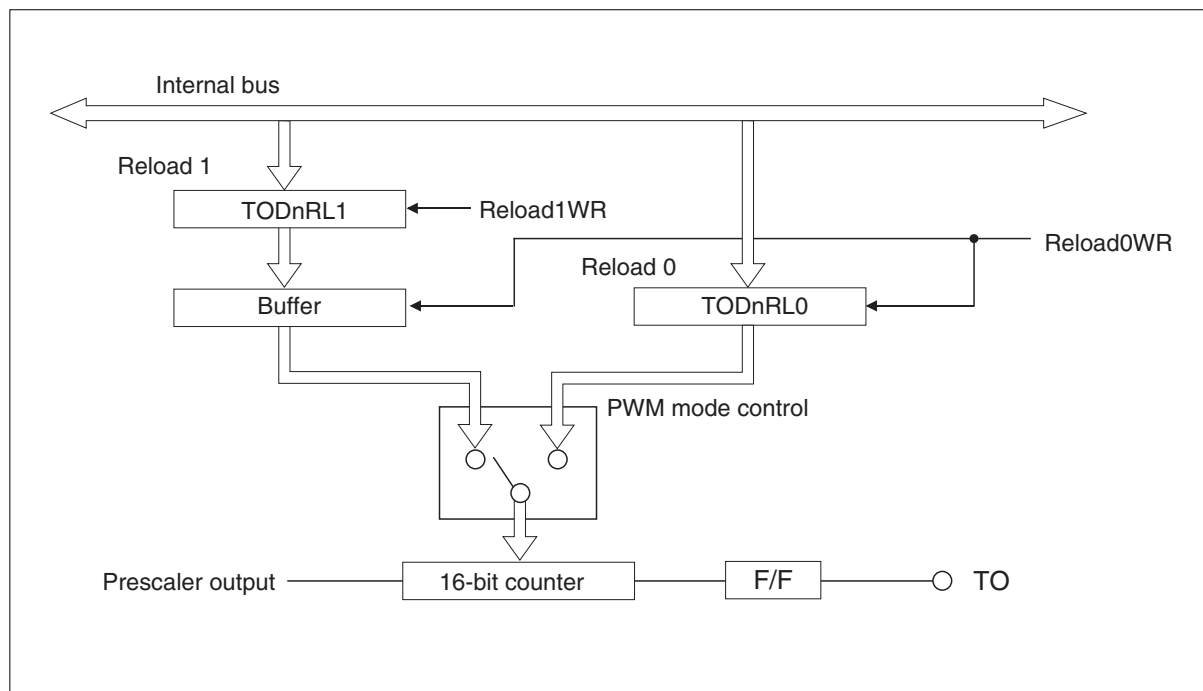 Internal bus
Reload 1
TODnRL1
Reload1WR
Reload0WR
Reload 0
Buffer
TODnRL0
PWM mode control
Prescaler output
16-bit counter
F/F
TO